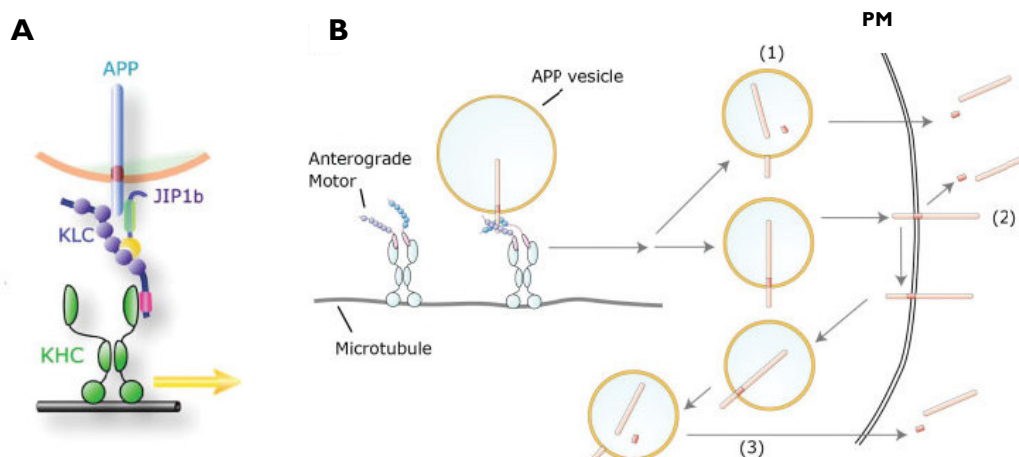 A
APP
JIP1b
KLC
KHC
B
PM
(1)
APP vesicle
Anterograde
Motor
(2)
Microtubule
(3)